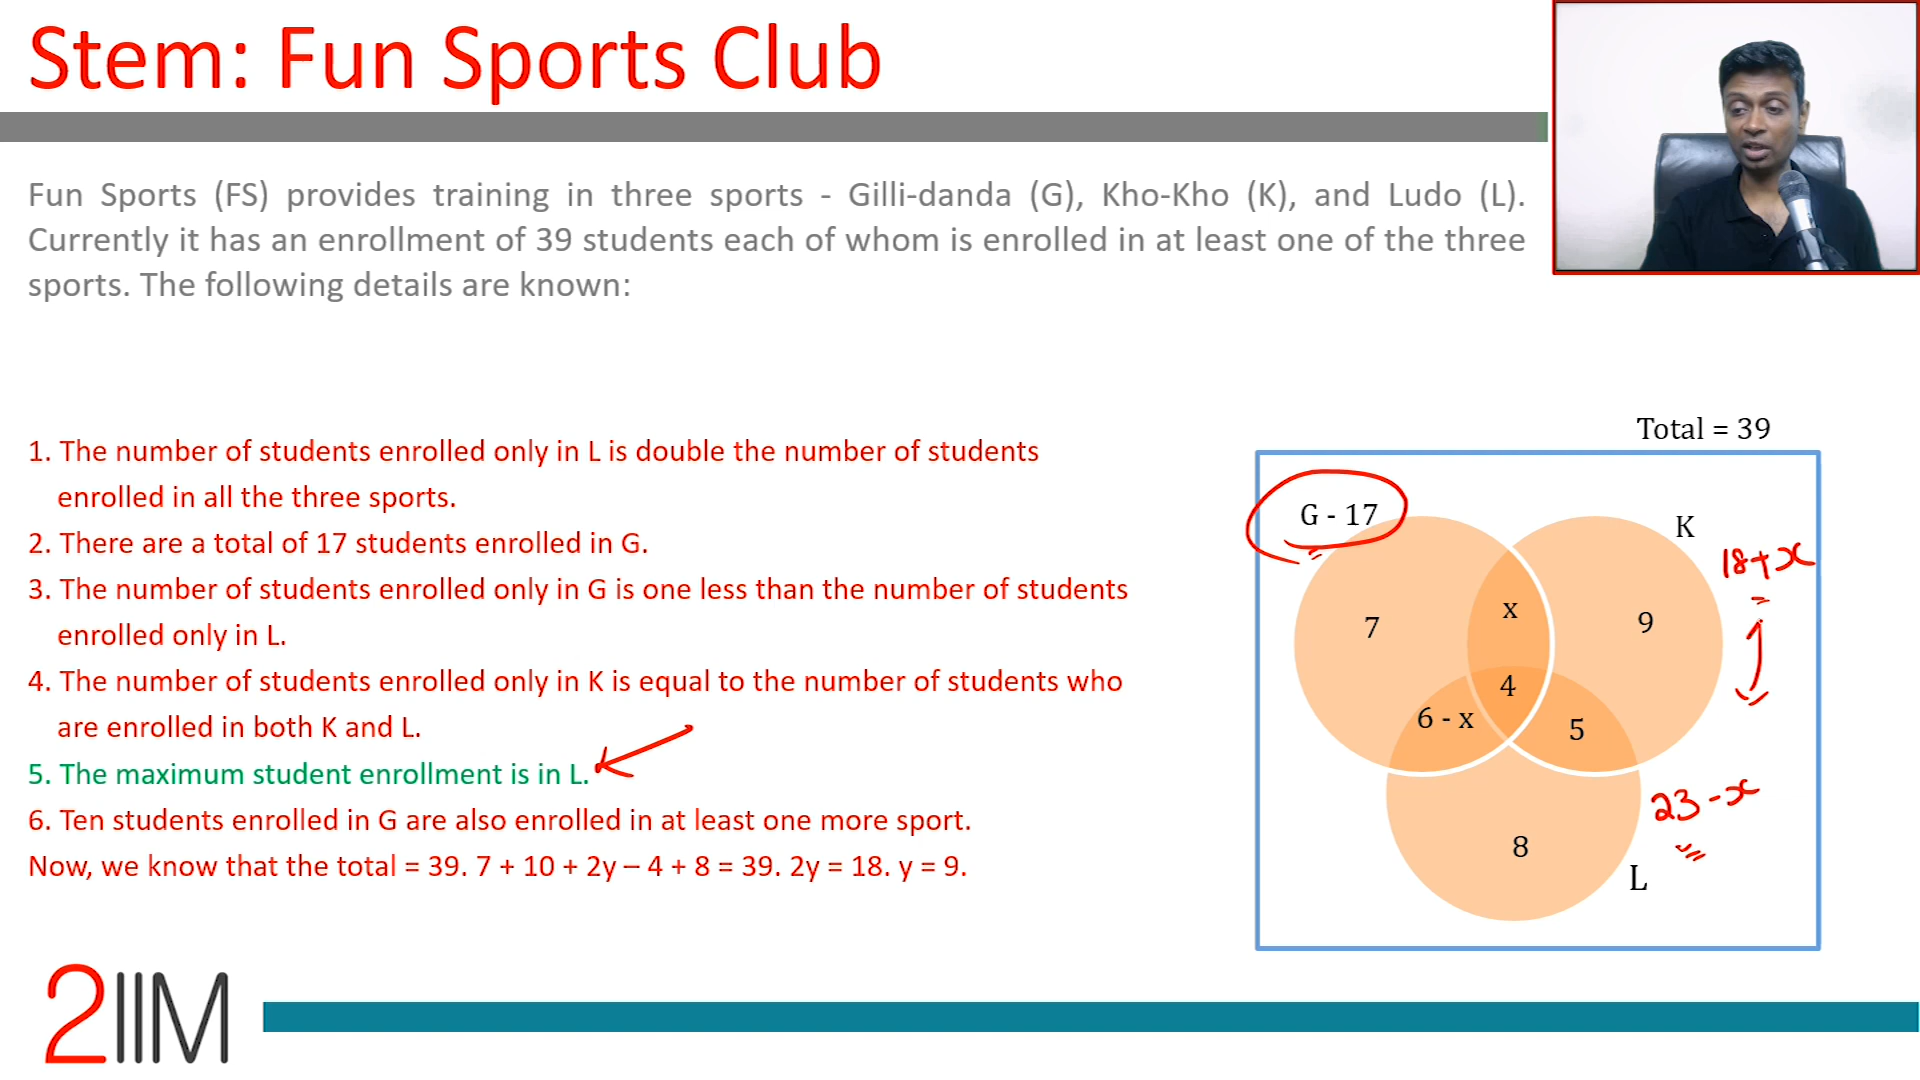 Stem: Fun Sports Club
Fun Sports (FS) provides training in three sports - Gilli-danda (G), Kho-Kho (K), and Ludo (L).
Currently it has an enrollment of 39 students each of whom is enrolled in at least one of the three
sports. The following details are known:
1. The number of students enrolled only in L is double the number of students
enrolled in all the three sports.
2. There are a total of 17 students enrolled in G.
3. The number of students enrolled only in G is one less than the number of students
enrolled only in L.
4. The number of students enrolled only in K is equal to the number of students who
are enrolled in both K and L.
5. The maximum student enrollment is in L.
6. Ten students enrolled in G are also enrolled in at least one more sport.
Now, we know that the total = 39. 7 + 10 + 2y – 4 + 8 = 39. 2y = 18. y = 9.
Total = 39
G - 17
K
18+x
7
x
9
4
6 - x
5
23-x
8
L
2IIM